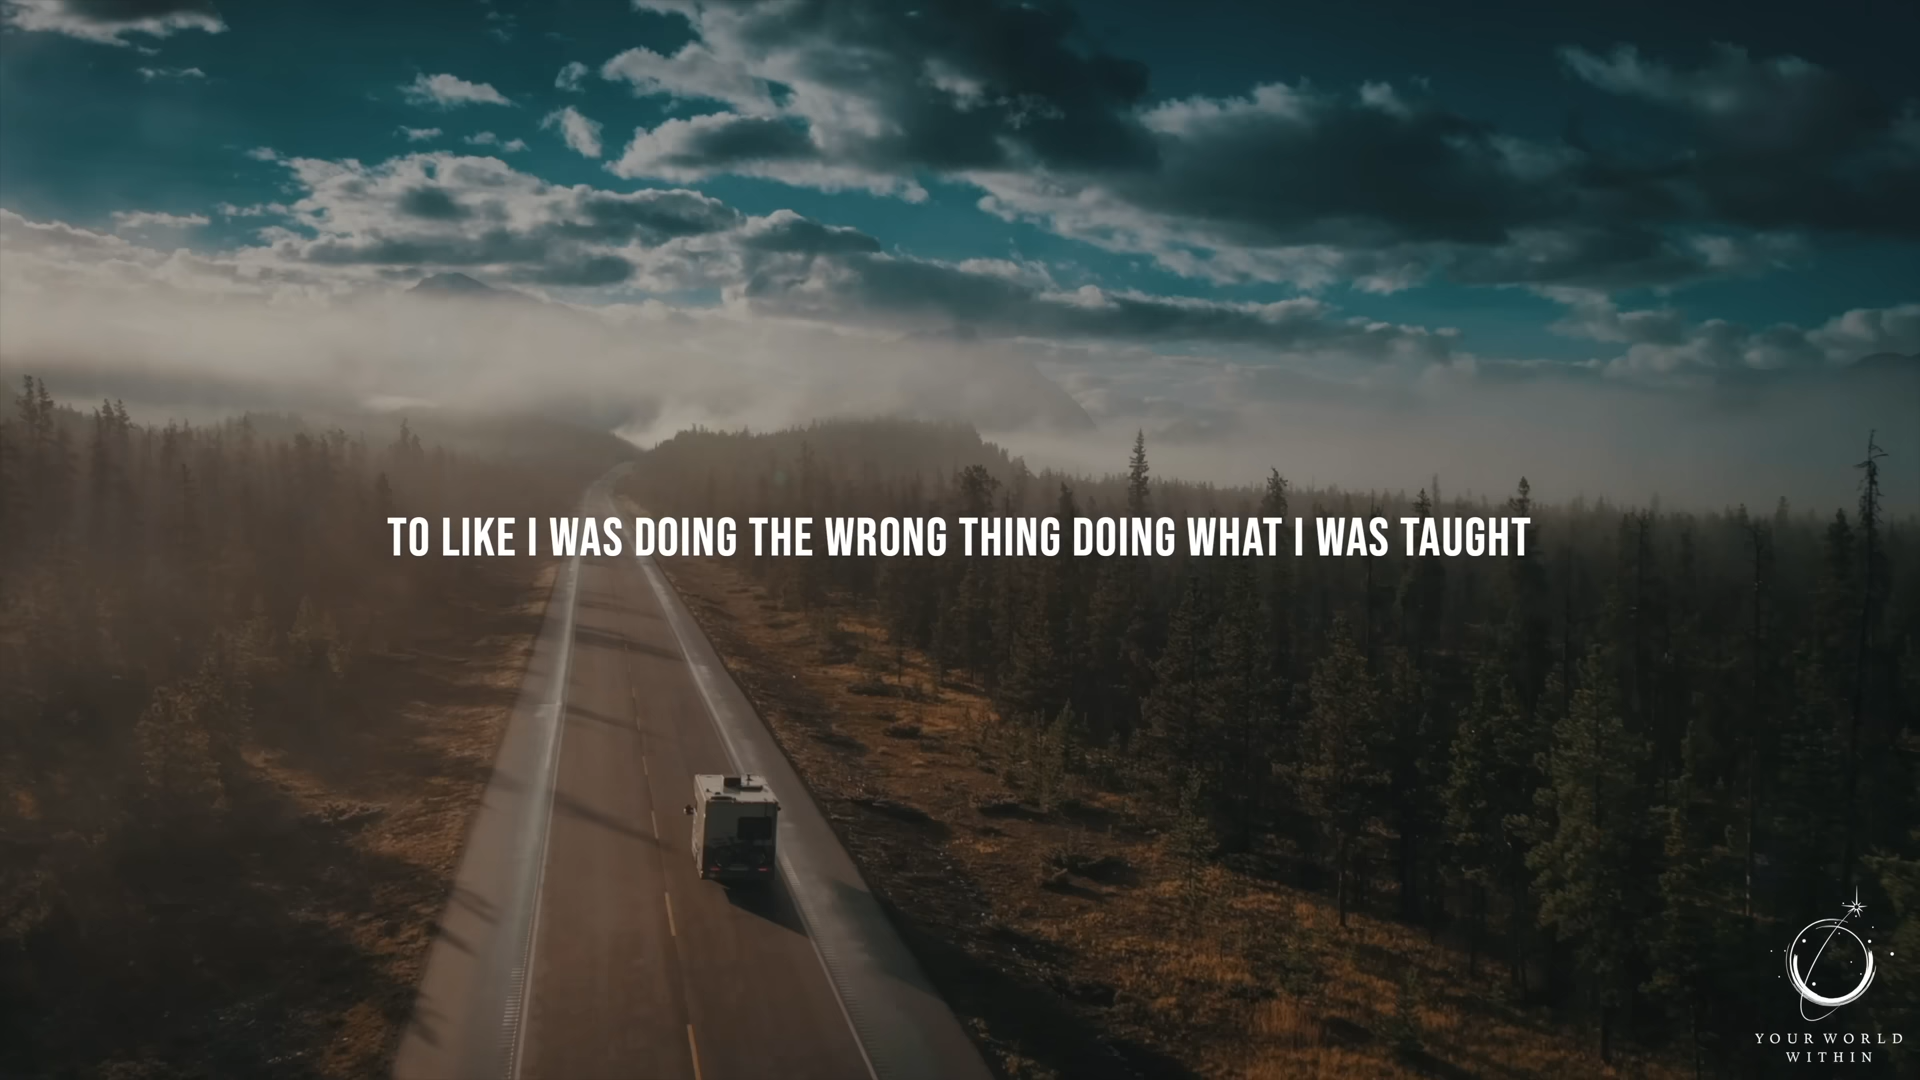 TO LIKE I WAS DOING THE WRONG THING DOING WHAT I WAS TAUGHT
YOUR WORLD
WITHIN